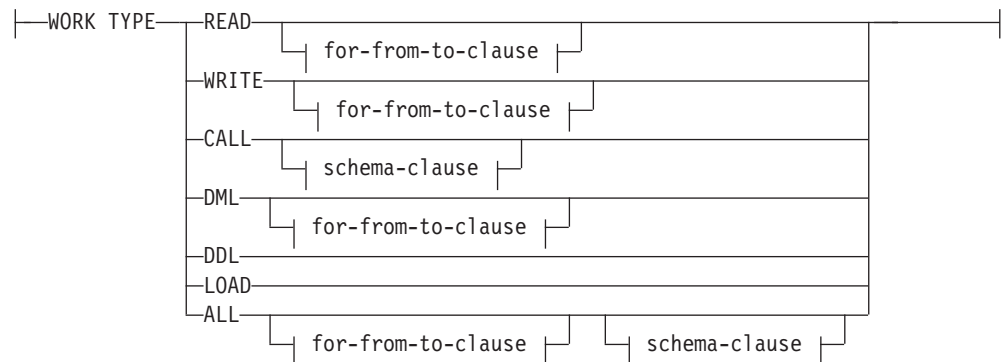 WORK TYPE READ
for-from-to-clause
WRITE
for-from-to-clause
CALL
schema-clause
DML
for-from-to-clause
DDL
LOAD
ALL
for-from-to-clause schema-clause